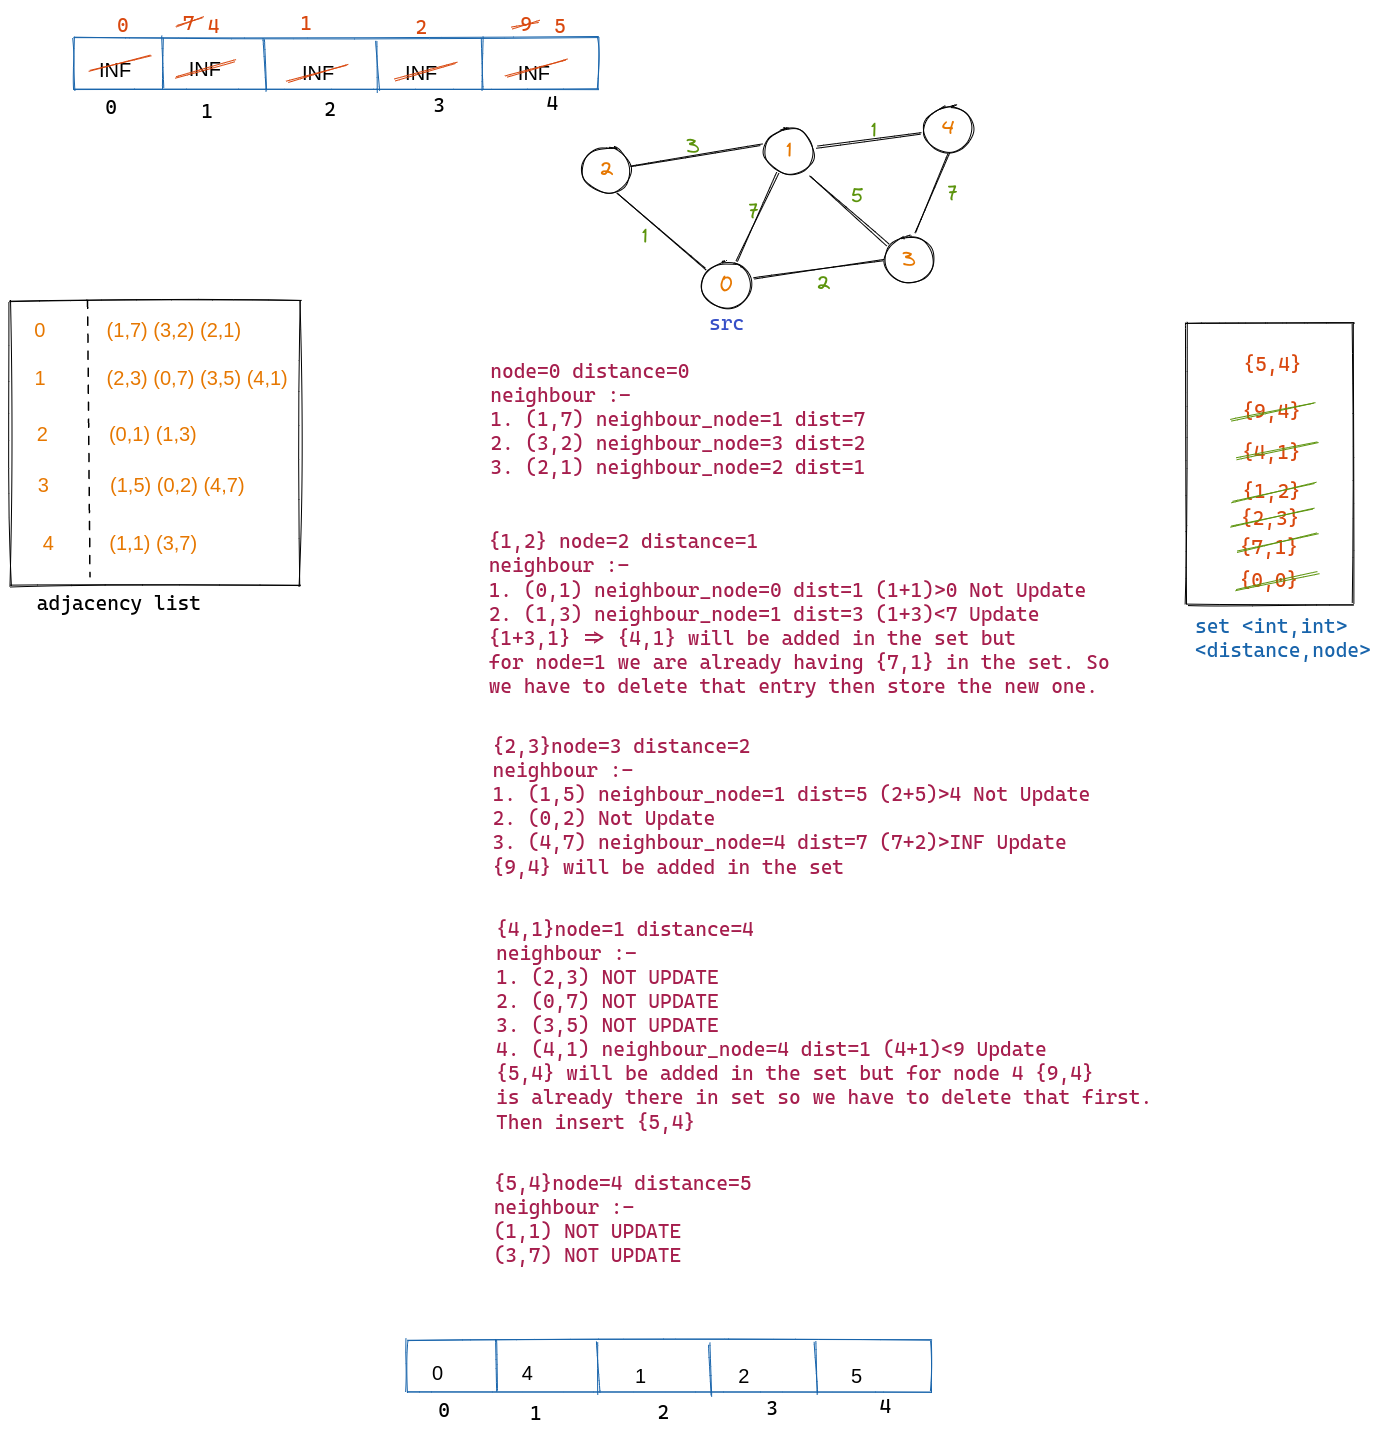 0 7 4 1 2 9 5
INF INF INF INF INF
0 1 2 3 4
2 3 1 1 4
1 7 5 7
0 2 3
src
0 (1,7) (3,2) (2,1)
1 (2,3) (0,7) (3,5) (4,1)
2 (0,1) (1,3)
3 (1,5) (0,2) (4,7)
4 (1,1) (3,7)
adjacency list
node=0 distance=0
neighbour :-
1. (1,7) neighbour_node=1 dist=7
2. (3,2) neighbour_node=3 dist=2
3. (2,1) neighbour_node=2 dist=1
{1,2} node=2 distance=1
neighbour :-
1. (0,1) neighbour_node=0 dist=1 (1+1)>0 Not Update
2. (1,3) neighbour_node=1 dist=3 (1+3)<7 Update
{1+3,1} => {4,1} will be added in the set but
for node=1 we are already having {7,1} in the set. So
we have to delete that entry then store the new one.
{2,3}node=3 distance=2
neighbour :-
1. (1,5) neighbour_node=1 dist=5 (2+5)>4 Not Update
2. (0,2) Not Update
3. (4,7) neighbour_node=4 dist=7 (7+2)>INF Update
{9,4} will be added in the set
{4,1}node=1 distance=4
neighbour :-
1. (2,3) NOT UPDATE
2. (0,7) NOT UPDATE
3. (3,5) NOT UPDATE
4. (4,1) neighbour_node=4 dist=1 (4+1)<9 Update
{5,4} will be added in the set but for node 4 {9,4}
is already there in set so we have to delete that first.
Then insert {5,4}
{5,4}node=4 distance=5
neighbour :-
(1,1) NOT UPDATE
(3,7) NOT UPDATE
{5,4}
{9,4}
{4,1}
{1,2}
{2,3}
{7,1}
{0,0}
set <int,int>
<distance,node>
0 4 1 2 5
0 1 2 3 4